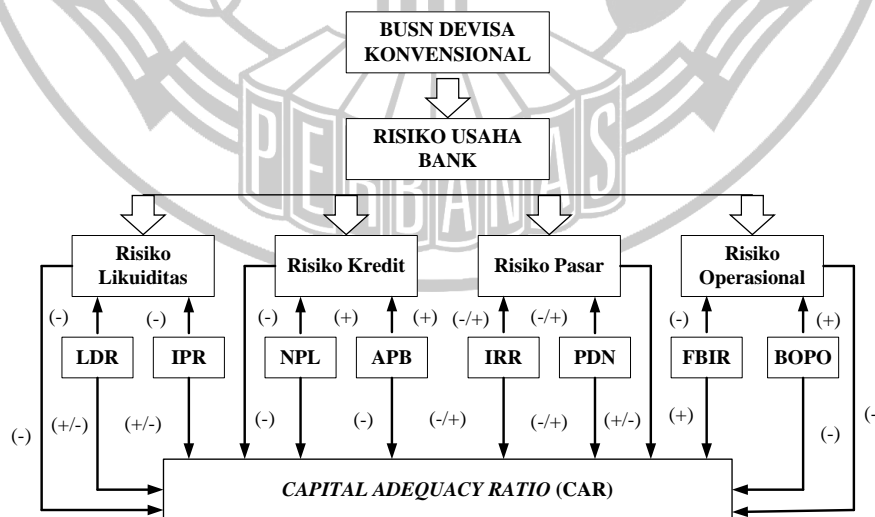 BUSN DEVISA
KONVENSIONAL
RISIKO USAHA
BANK
PERBANAS
Risiko
Likuiditas
Risiko Kredit
Risiko Pasar
Risiko
Operasional
(-) (-) (-) (+) (+) (-/+) (-/+) (-) (+)
LDR IPR NPL APB IRR PDN FBIR BOPO
(-) (+/-) (+/-) (-) (-) (-/+) (-/+) (+/-) (+) (-) (-
CAPITAL ADEQUACY RATIO (CAR)